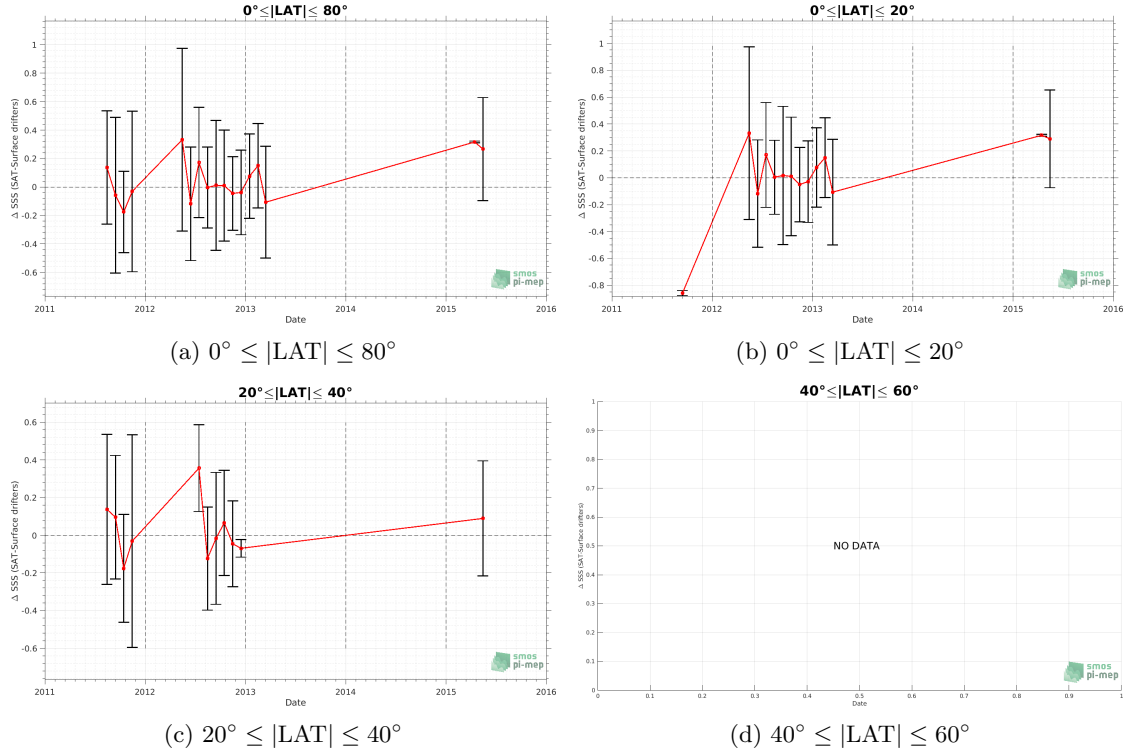 0°≤|LAT|≤ 80°
1
0.8
0.6
0.4
0.2
0
-0.2
-0.4
-0.6
Δ SSS (SAT-Surface drifters)
2011 2012 2013 2014 2015 2016
Date
smos
pi-mep
(a) 0° ≤ |LAT| ≤ 80°
0°≤|LAT|≤ 20°
1
0.8
0.6
0.4
0.2
0
-0.2
-0.4
-0.6
-0.8
Δ SSS (SAT-Surface drifters)
2011 2012 2013 2014 2015 2016
Date
smos
pi-mep
(b) 0° ≤ |LAT| ≤ 20°
20°≤|LAT|≤ 40°
0.6
0.4
0.2
0
-0.2
-0.4
-0.6
Δ SSS (SAT-Surface drifters)
2011 2012 2013 2014 2015 2016
Date
smos
pi-mep
(c) 20° ≤ |LAT| ≤ 40°
40°≤|LAT|≤ 60°
1
0.9
0.8
0.7
0.6
0.5
0.4
0.3
0.2
0.1
0
Δ SSS (SAT-Surface drifters)
NO DATA
0 0.1 0.2 0.3 0.4 0.5 0.6 0.7 0.8 0.9 1
Date
smos
pi-mep
(d) 40° ≤ |LAT| ≤ 60°